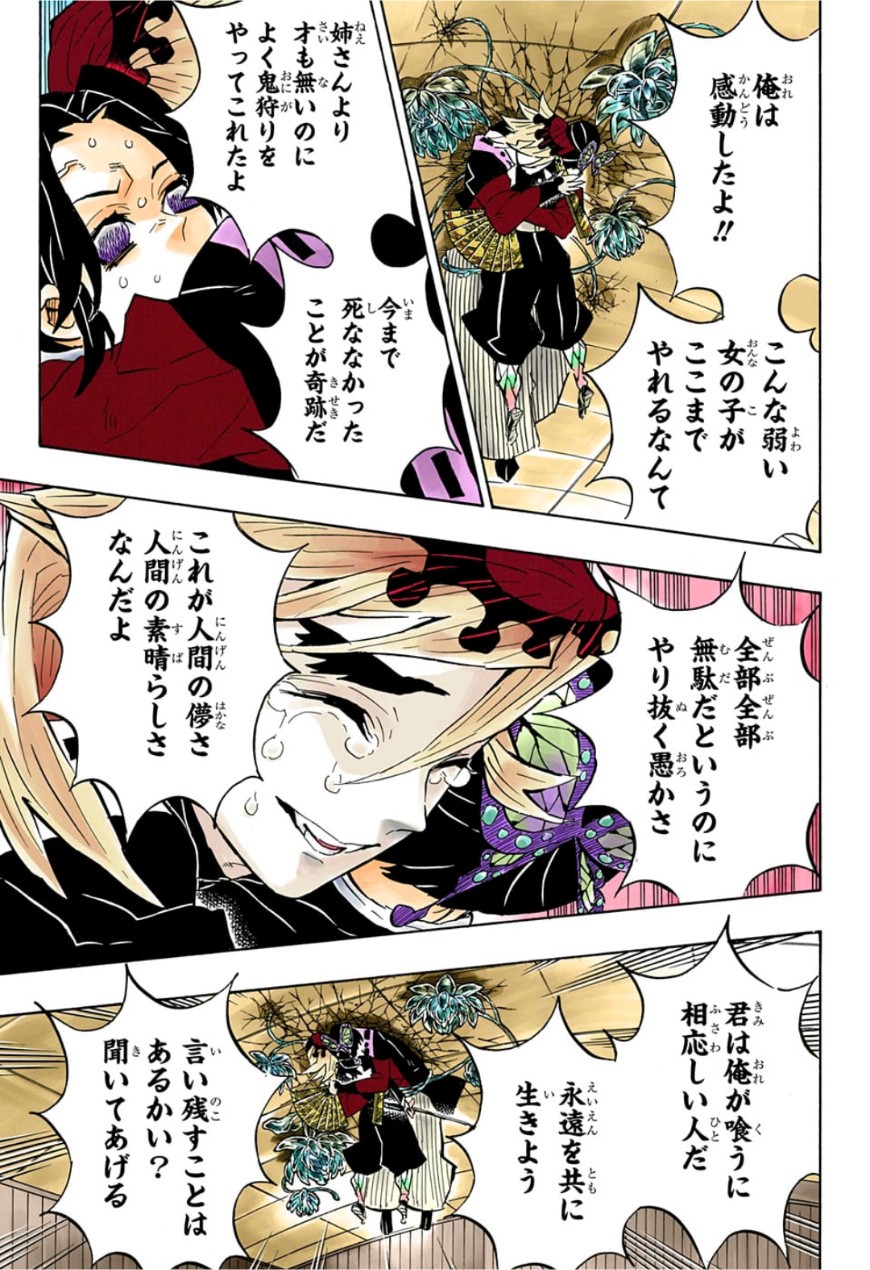 俺は
感動したよ!!
こんな弱い
女の子が
ここまで
やれるなんて
姉さんより
才も無いのに
よく鬼狩りを
やってこれたよ
今まで
死ななかった
ことが奇跡だ
全部全部
無駄だというのに
やり抜く愚かさ
これが人間の儚さ
人間の素晴らしさ
なんだよ
君は俺が喰うに
相応しい人だ
永遠を共に
生きよう
言い残すことは
あるかい?
聞いてあげる